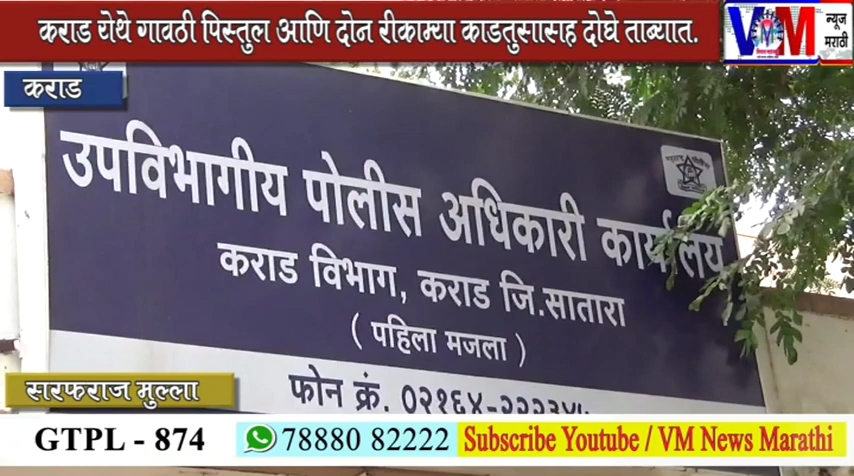 कराड येथे गावठी पिस्तुल आणि दोन रीकाम्या काडतुसासह दोघे ताब्यात.
VM
न्यूज
मराठी
कराड
उपविभागीय पोलीस अधिकारी कार्यालय
कराड विभाग, कराड जि.सातारा
( पहिला मजला )
फोन क्रं.
सरफराज मुल्ला
GTPL - 874
78880 82222
Subscribe Youtube / VM News Marathi